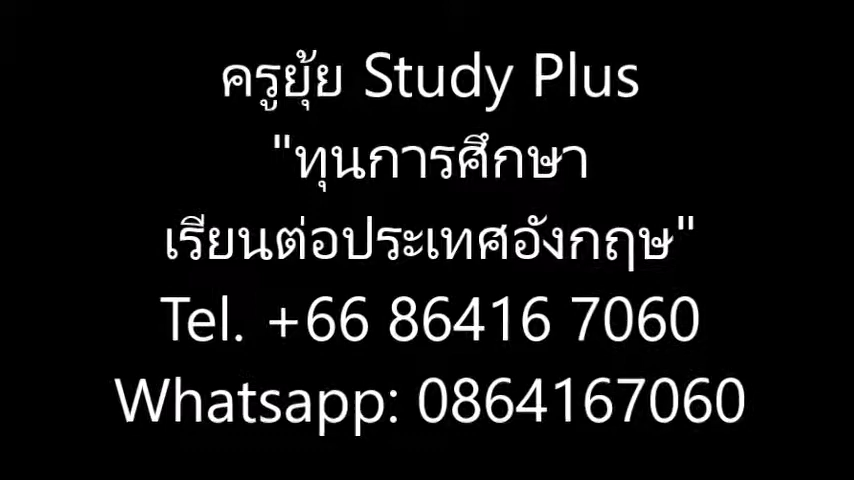 ครูยุ้ย Study Plus
"ทุนการศึกษา
เรียนต่อประเทศอังกฤษ"
Tel. +66 86416 7060
Whatsapp: 0864167060